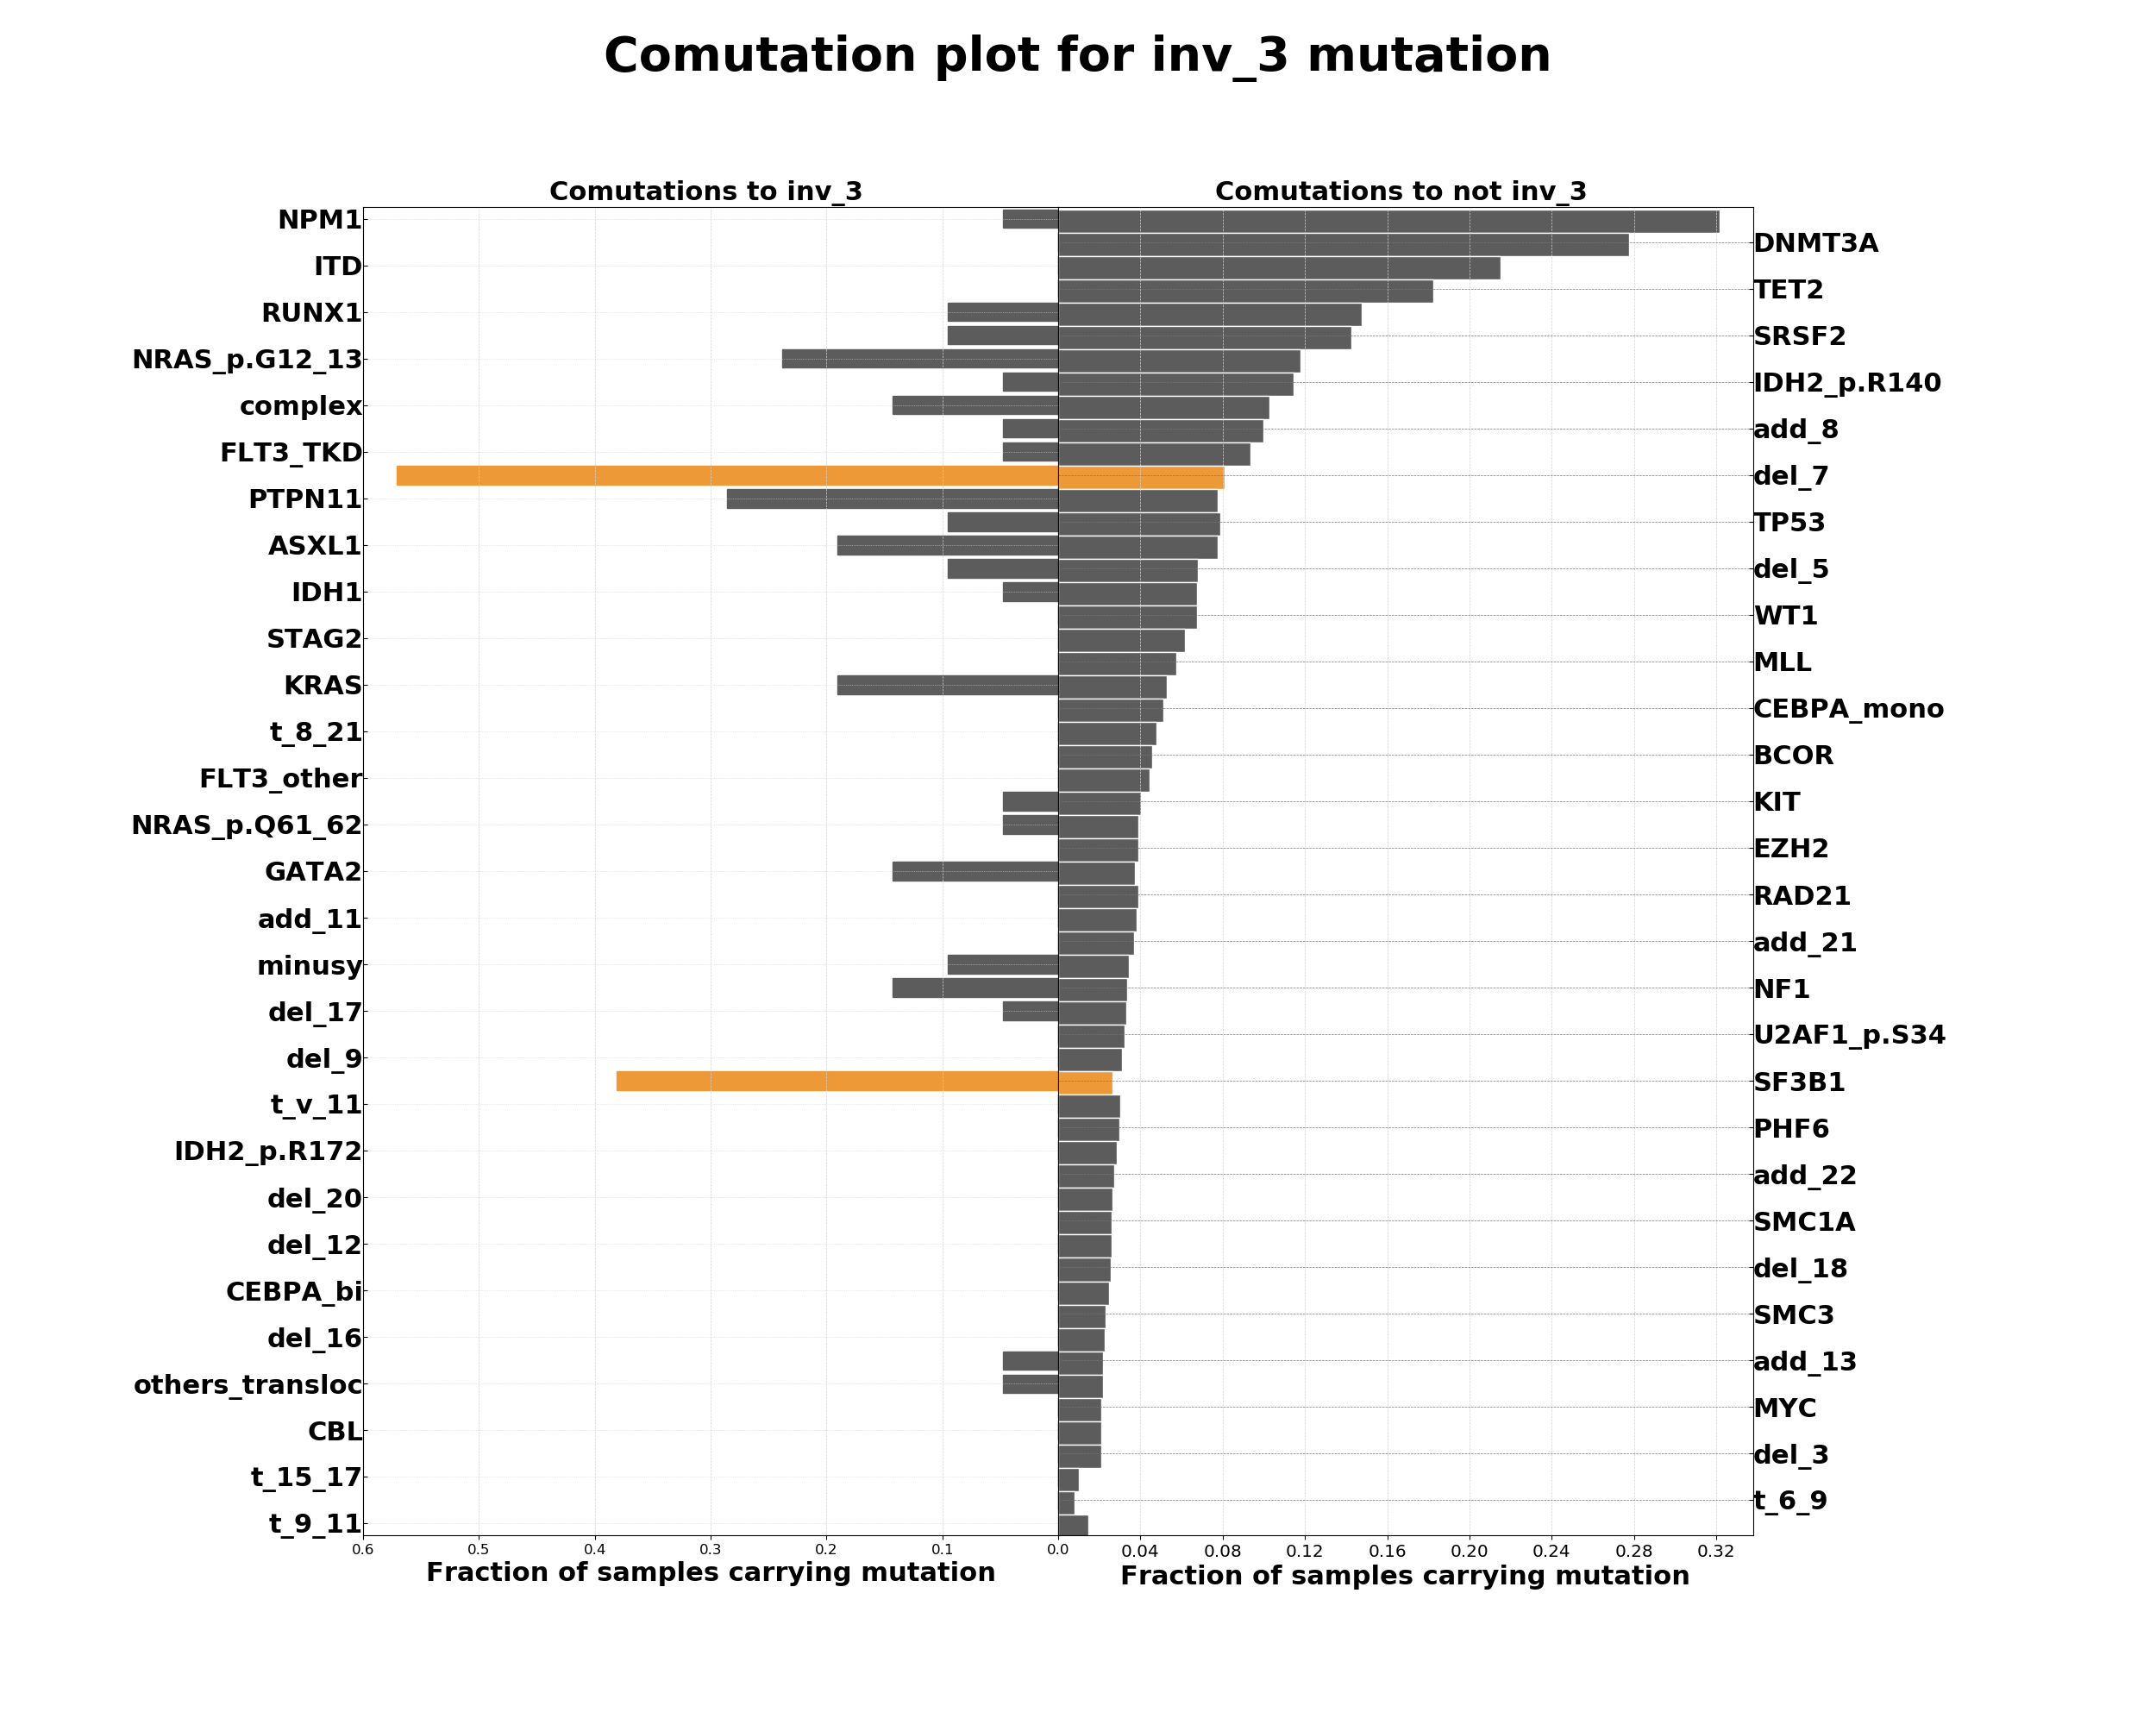 Comutation plot for inv_3 mutation
Comutations to inv_3
Comutations to not inv_3
NPM1
DNMT3A
ITD
TET2
RUNX1
SRSF2
NRAS_p.G12_13
IDH2_p.R140
complex
add_8
FLT3_TKD
del_7
PTPN11
TP53
ASXL1
del_5
IDH1
WT1
STAG2
MLL
KRAS
CEBPA_mono
t_8_21
BCOR
FLT3_other
KIT
NRAS_p.Q61_62
EZH2
GATA2
RAD21
add_11
add_21
minusy
NF1
del_17
U2AF1_p.S34
del_9
SF3B1
t_v_11
PHF6
IDH2_p.R172
add_22
del_20
SMC1A
del_12
del_18
CEBPA_bi
SMC3
del_16
add_13
others_transloc
MYC
CBL
del_3
t_15_17
t_6_9
t_9_11
0.6 0.5 0.4 0.3 0.2 0.1 0.0 0.04 0.08 0.12 0.16 0.20 0.24 0.28 0.32
Fraction of samples carrying mutation
Fraction of samples carrying mutation